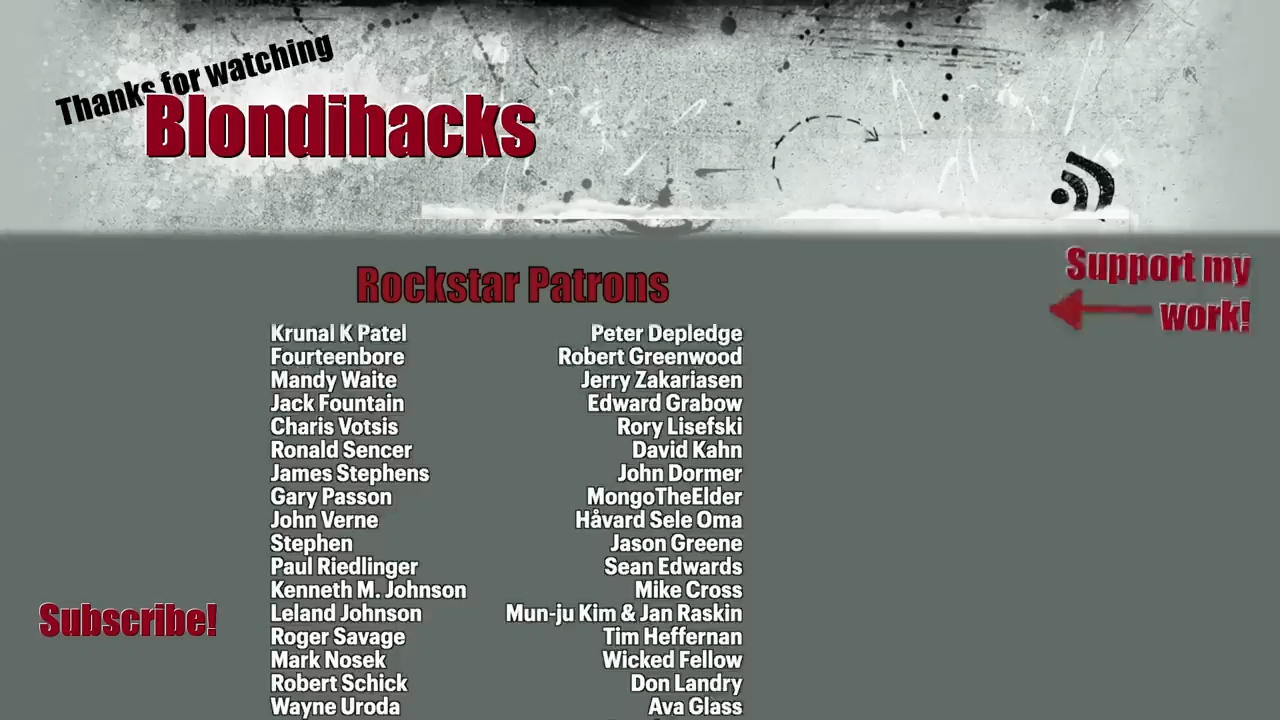 Thanks for watching
Blondihacks
Support my
work!
Rockstar Patrons
Krunal K Patel
Fourteenbore
Mandy Waite
Jack Fountain
Charis Votsis
Ronald Sencer
James Stephens
Gary Passon
John Verne
Stephen
Paul Riedlinger
Kenneth M. Johnson
Leland Johnson
Roger Savage
Mark Nosek
Robert Schick
Wayne Uroda
Peter Depledge
Robert Greenwood
Jerry Zakariasen
Edward Grabow
Rory Lisefski
David Kahn
John Dormer
MongoTheElder
Håvard Sele Oma
Jason Greene
Sean Edwards
Mike Cross
Mun-ju Kim & Jan Raskin
Tim Heffernan
Wicked Fellow
Don Landry
Ava Glass
Subscribe!